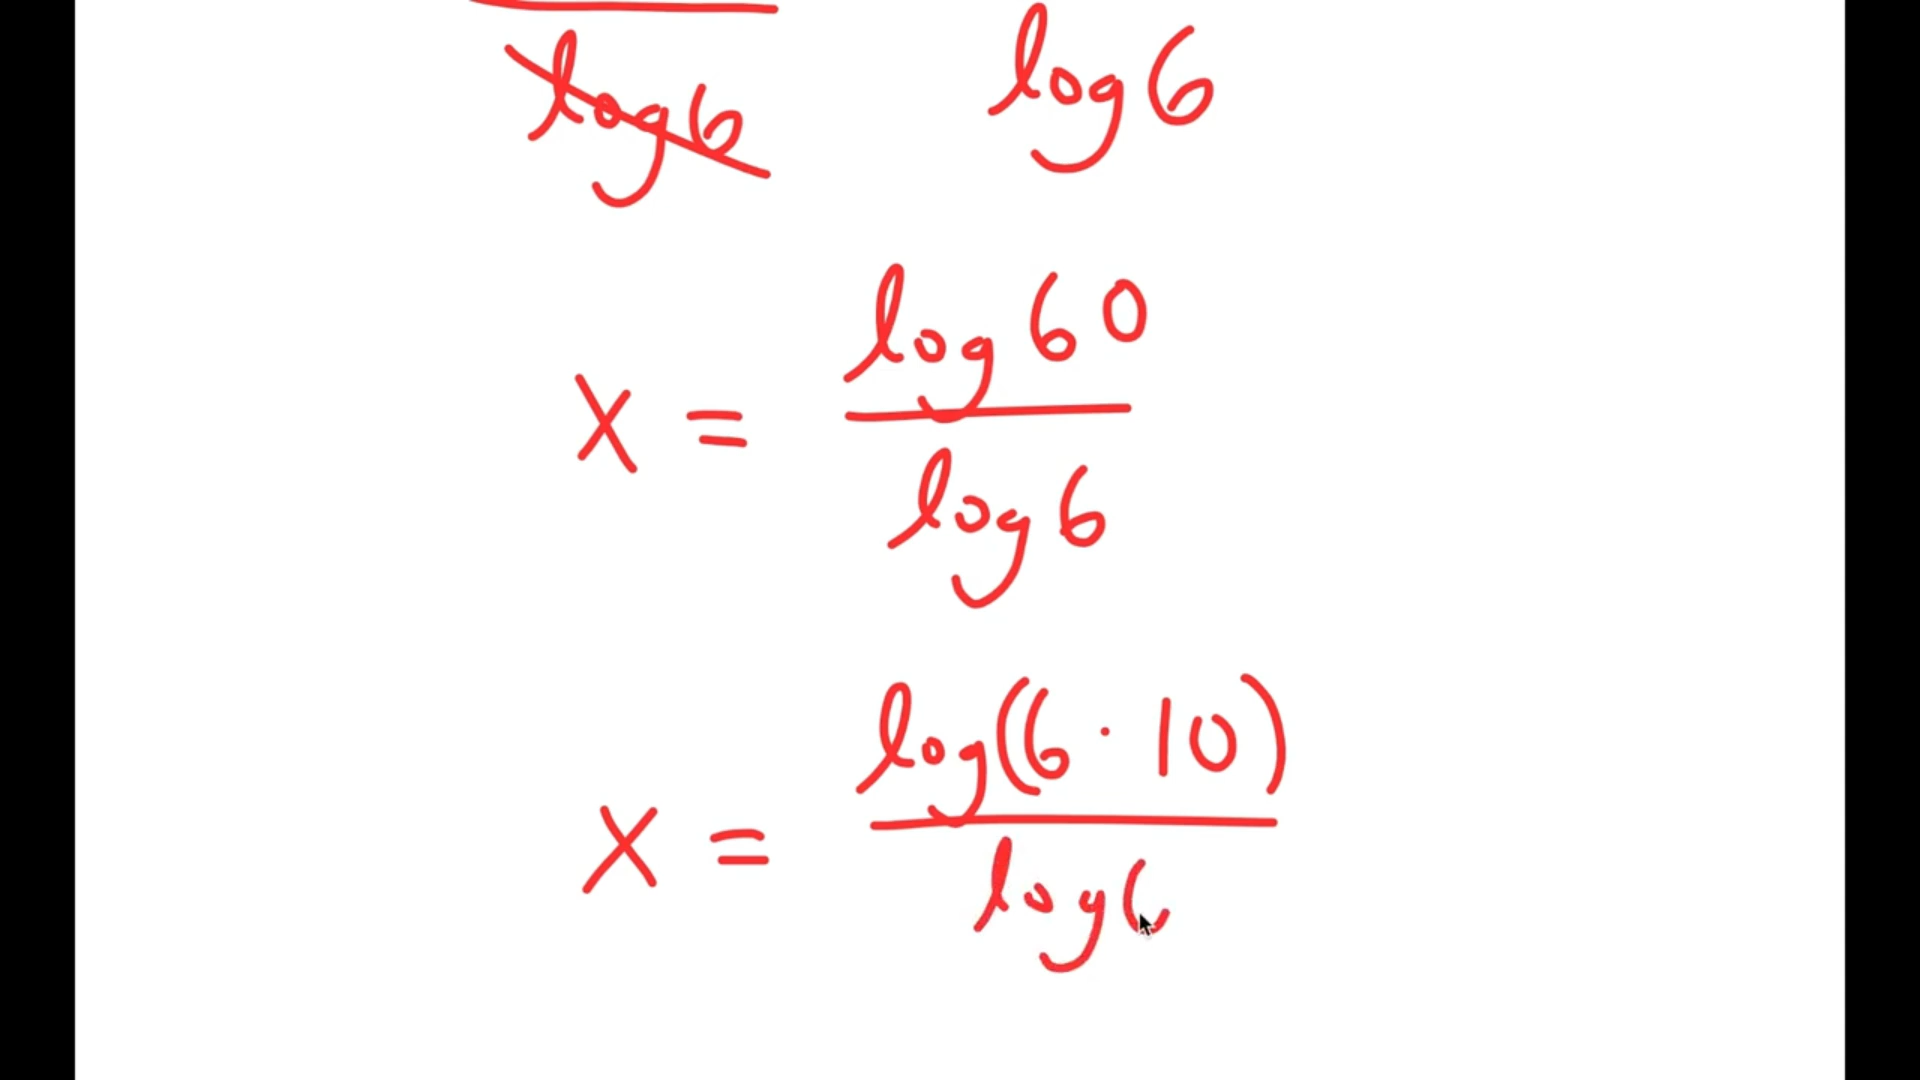 log6 log6
x = log60 / log6
x = log(6·10) / log6